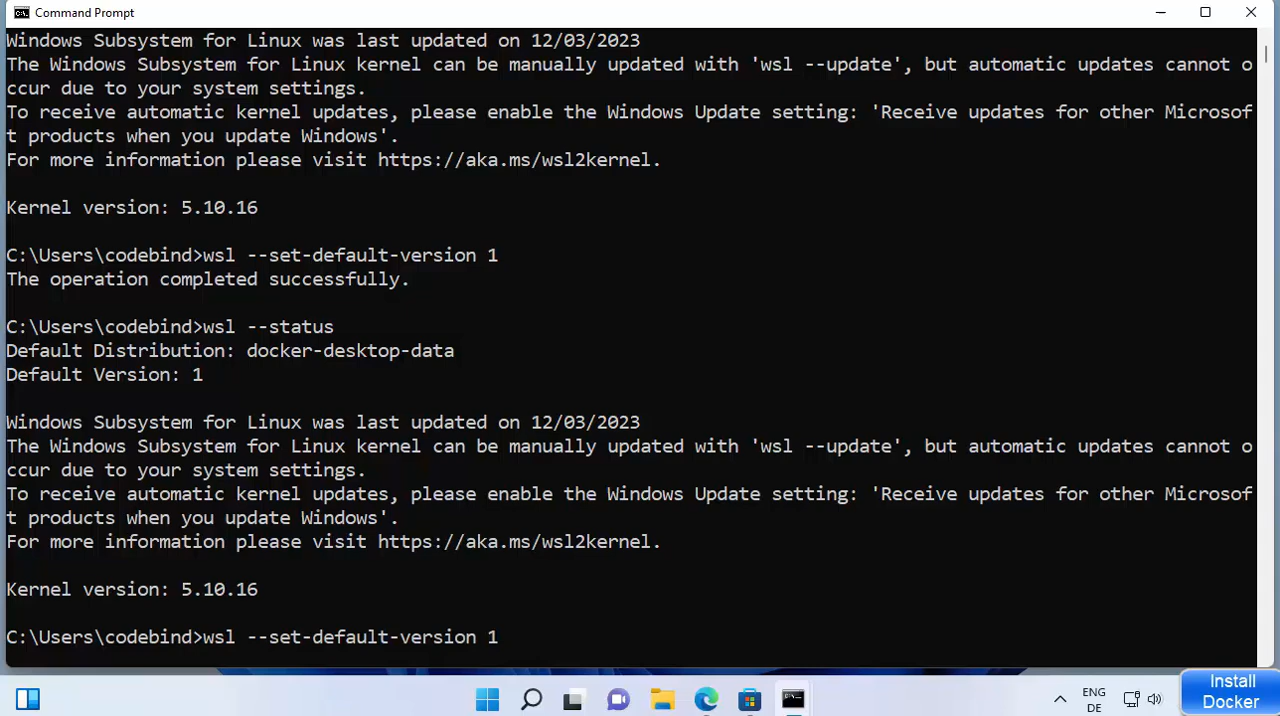 Command Prompt
Windows Subsystem for Linux was last updated on 12/03/2023
The Windows Subsystem for Linux kernel can be manually updated with 'wsl --update', but automatic updates cannot o
ccur due to your system settings.
To receive automatic kernel updates, please enable the Windows Update setting: 'Receive updates for other Microsof
t products when you update Windows'.
For more information please visit https://aka.ms/wsl2kernel.
Kernel version: 5.10.16
C:\Users\codebind>wsl --set-default-version 1
The operation completed successfully.
C:\Users\codebind>wsl --status
Default Distribution: docker-desktop-data
Default Version: 1
Windows Subsystem for Linux was last updated on 12/03/2023
The Windows Subsystem for Linux kernel can be manually updated with 'wsl --update', but automatic updates cannot o
ccur due to your system settings.
To receive automatic kernel updates, please enable the Windows Update setting: 'Receive updates for other Microsof
t products when you update Windows'.
For more information please visit https://aka.ms/wsl2kernel.
Kernel version: 5.10.16
C:\Users\codebind>wsl --set-default-version 1
ENG
DE
Install
Docker